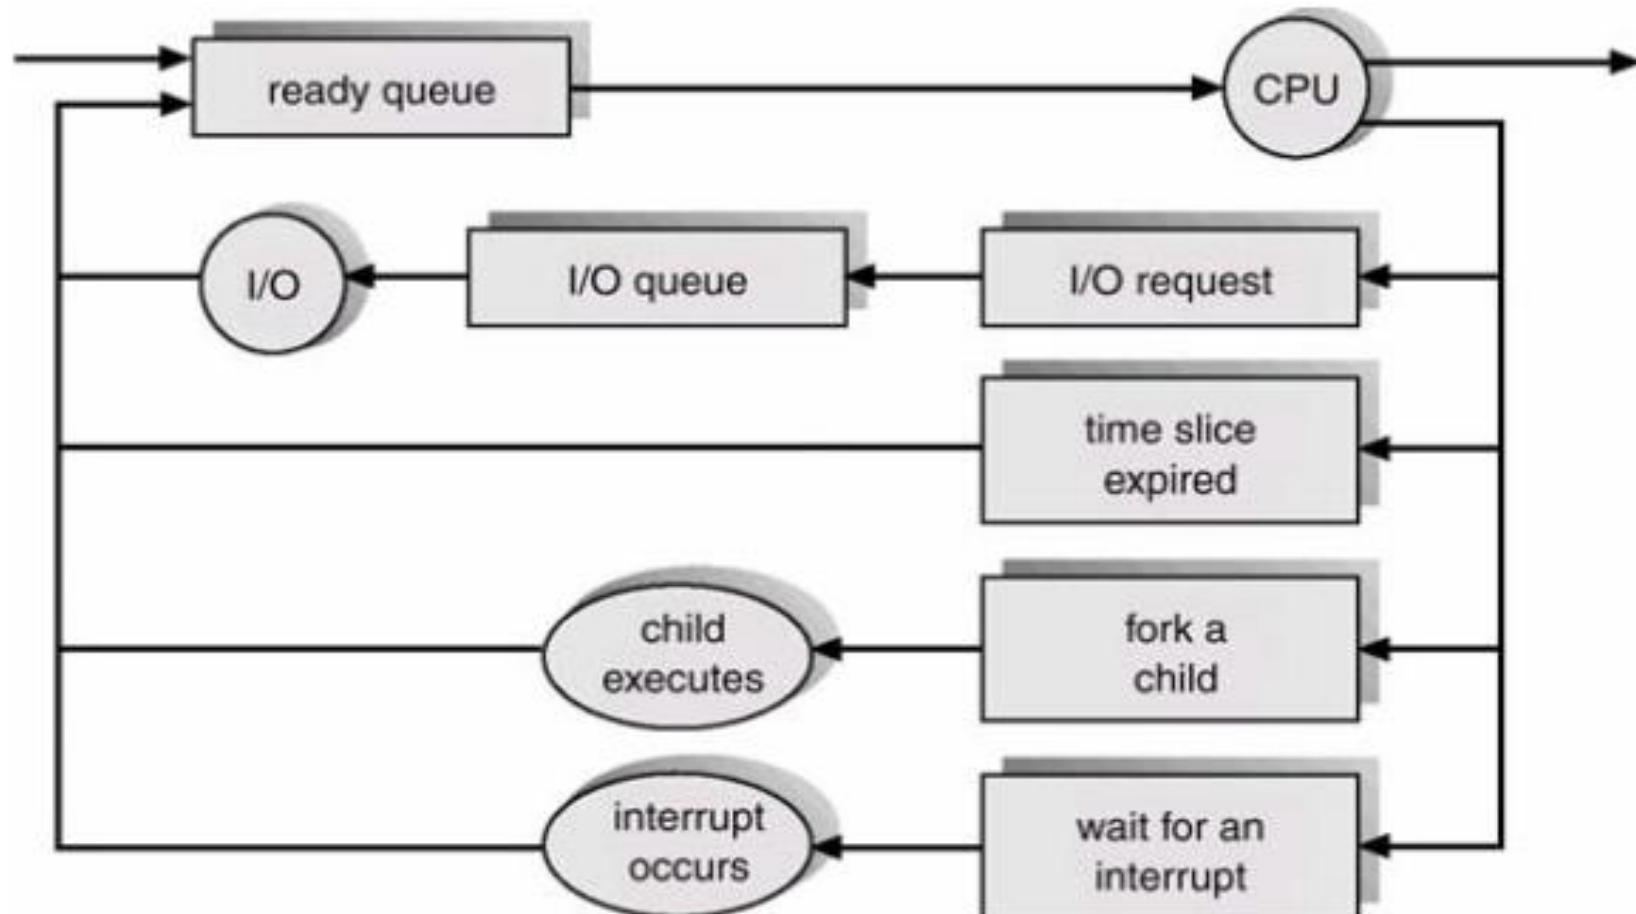 ready queue
CPU
I/O
I/O queue
I/O request
time slice
expired
child
executes
fork a
child
interrupt
occurs
wait for an
interrupt